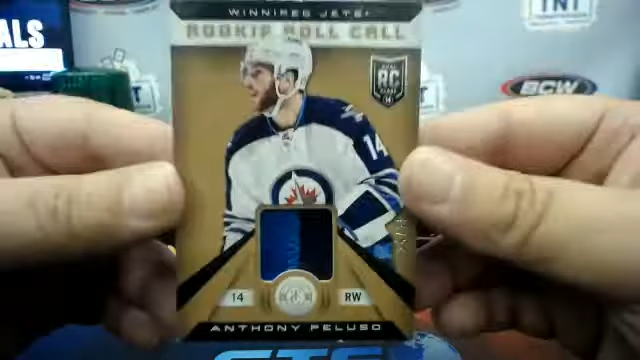 ALS
WINNIPEG JETS
TNT
ROOKIE ROLL CALL
RC
BCW
14
14
RW
ANTHONY PELUSO